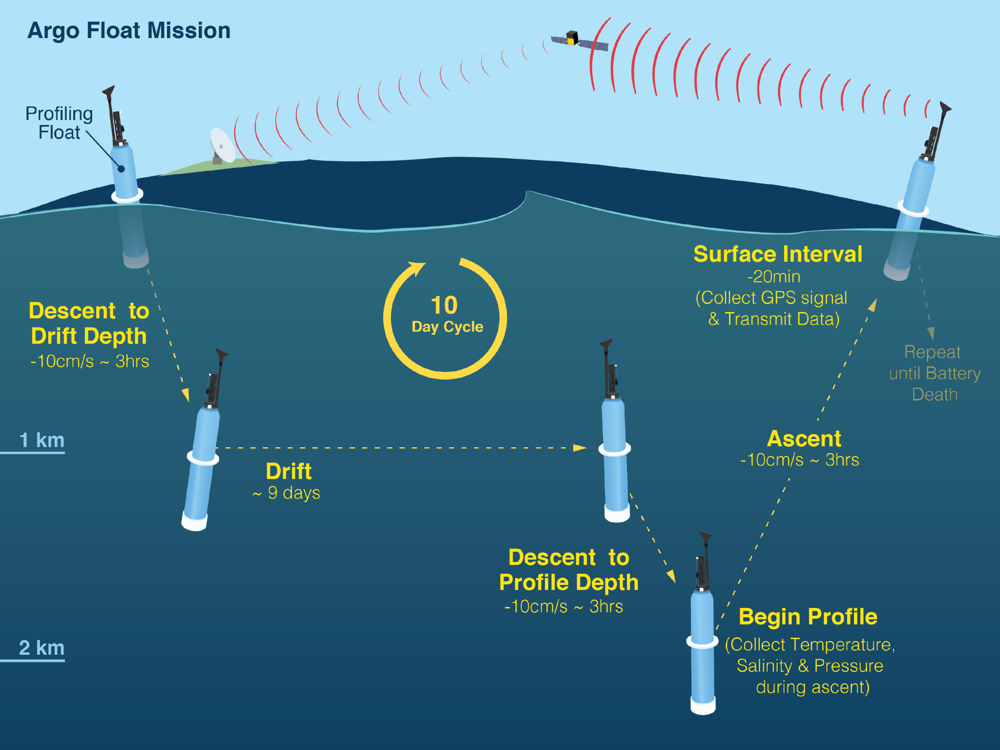 Argo Float Mission
Profiling
Float
Descent to
Drift Depth
-10cm/s ~ 3hrs
10
Day Cycle
Surface Interval
-20min
(Collect GPS signal
& Transmit Data)
Repeat
until Battery
Death
1 km
Drift
~ 9 days
Ascent
-10cm/s ~ 3hrs
Descent to
Profile Depth
-10cm/s ~ 3hrs
Begin Profile
(Collect Temperature,
Salinity & Pressure
during ascent)
2 km